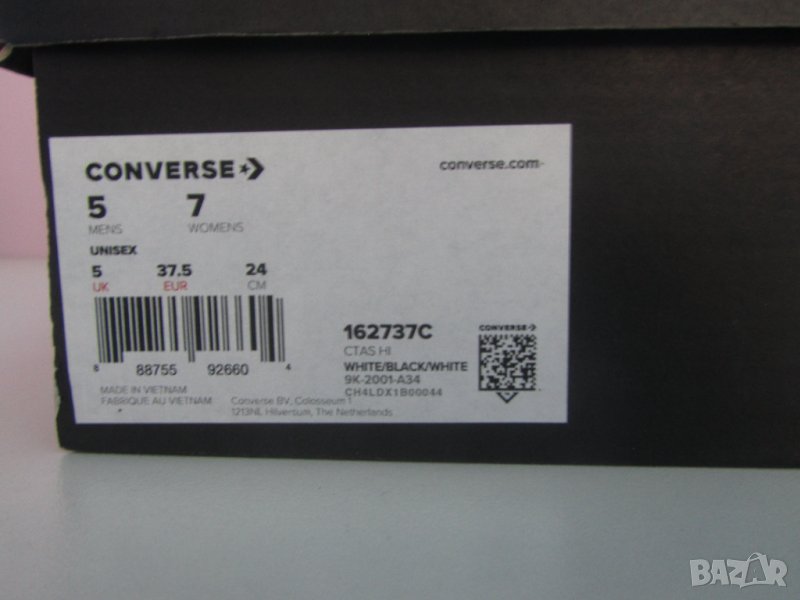 CONVERSE
converse.com
5 7
MENS WOMENS
UNISEX
5 37.5 24
UK EUR CM
8 88755 92660 4
MADE IN VIETNAM
FABRIQUE AU VIETNAM
Converse BV, Colosseum 1
1213NL Hilversum, The Netherlands
162737C
CTAS HI
WHITE/BLACK/WHITE
9K-2001-A34
CH4LDX1B00044
CONVERSE
BAZAR